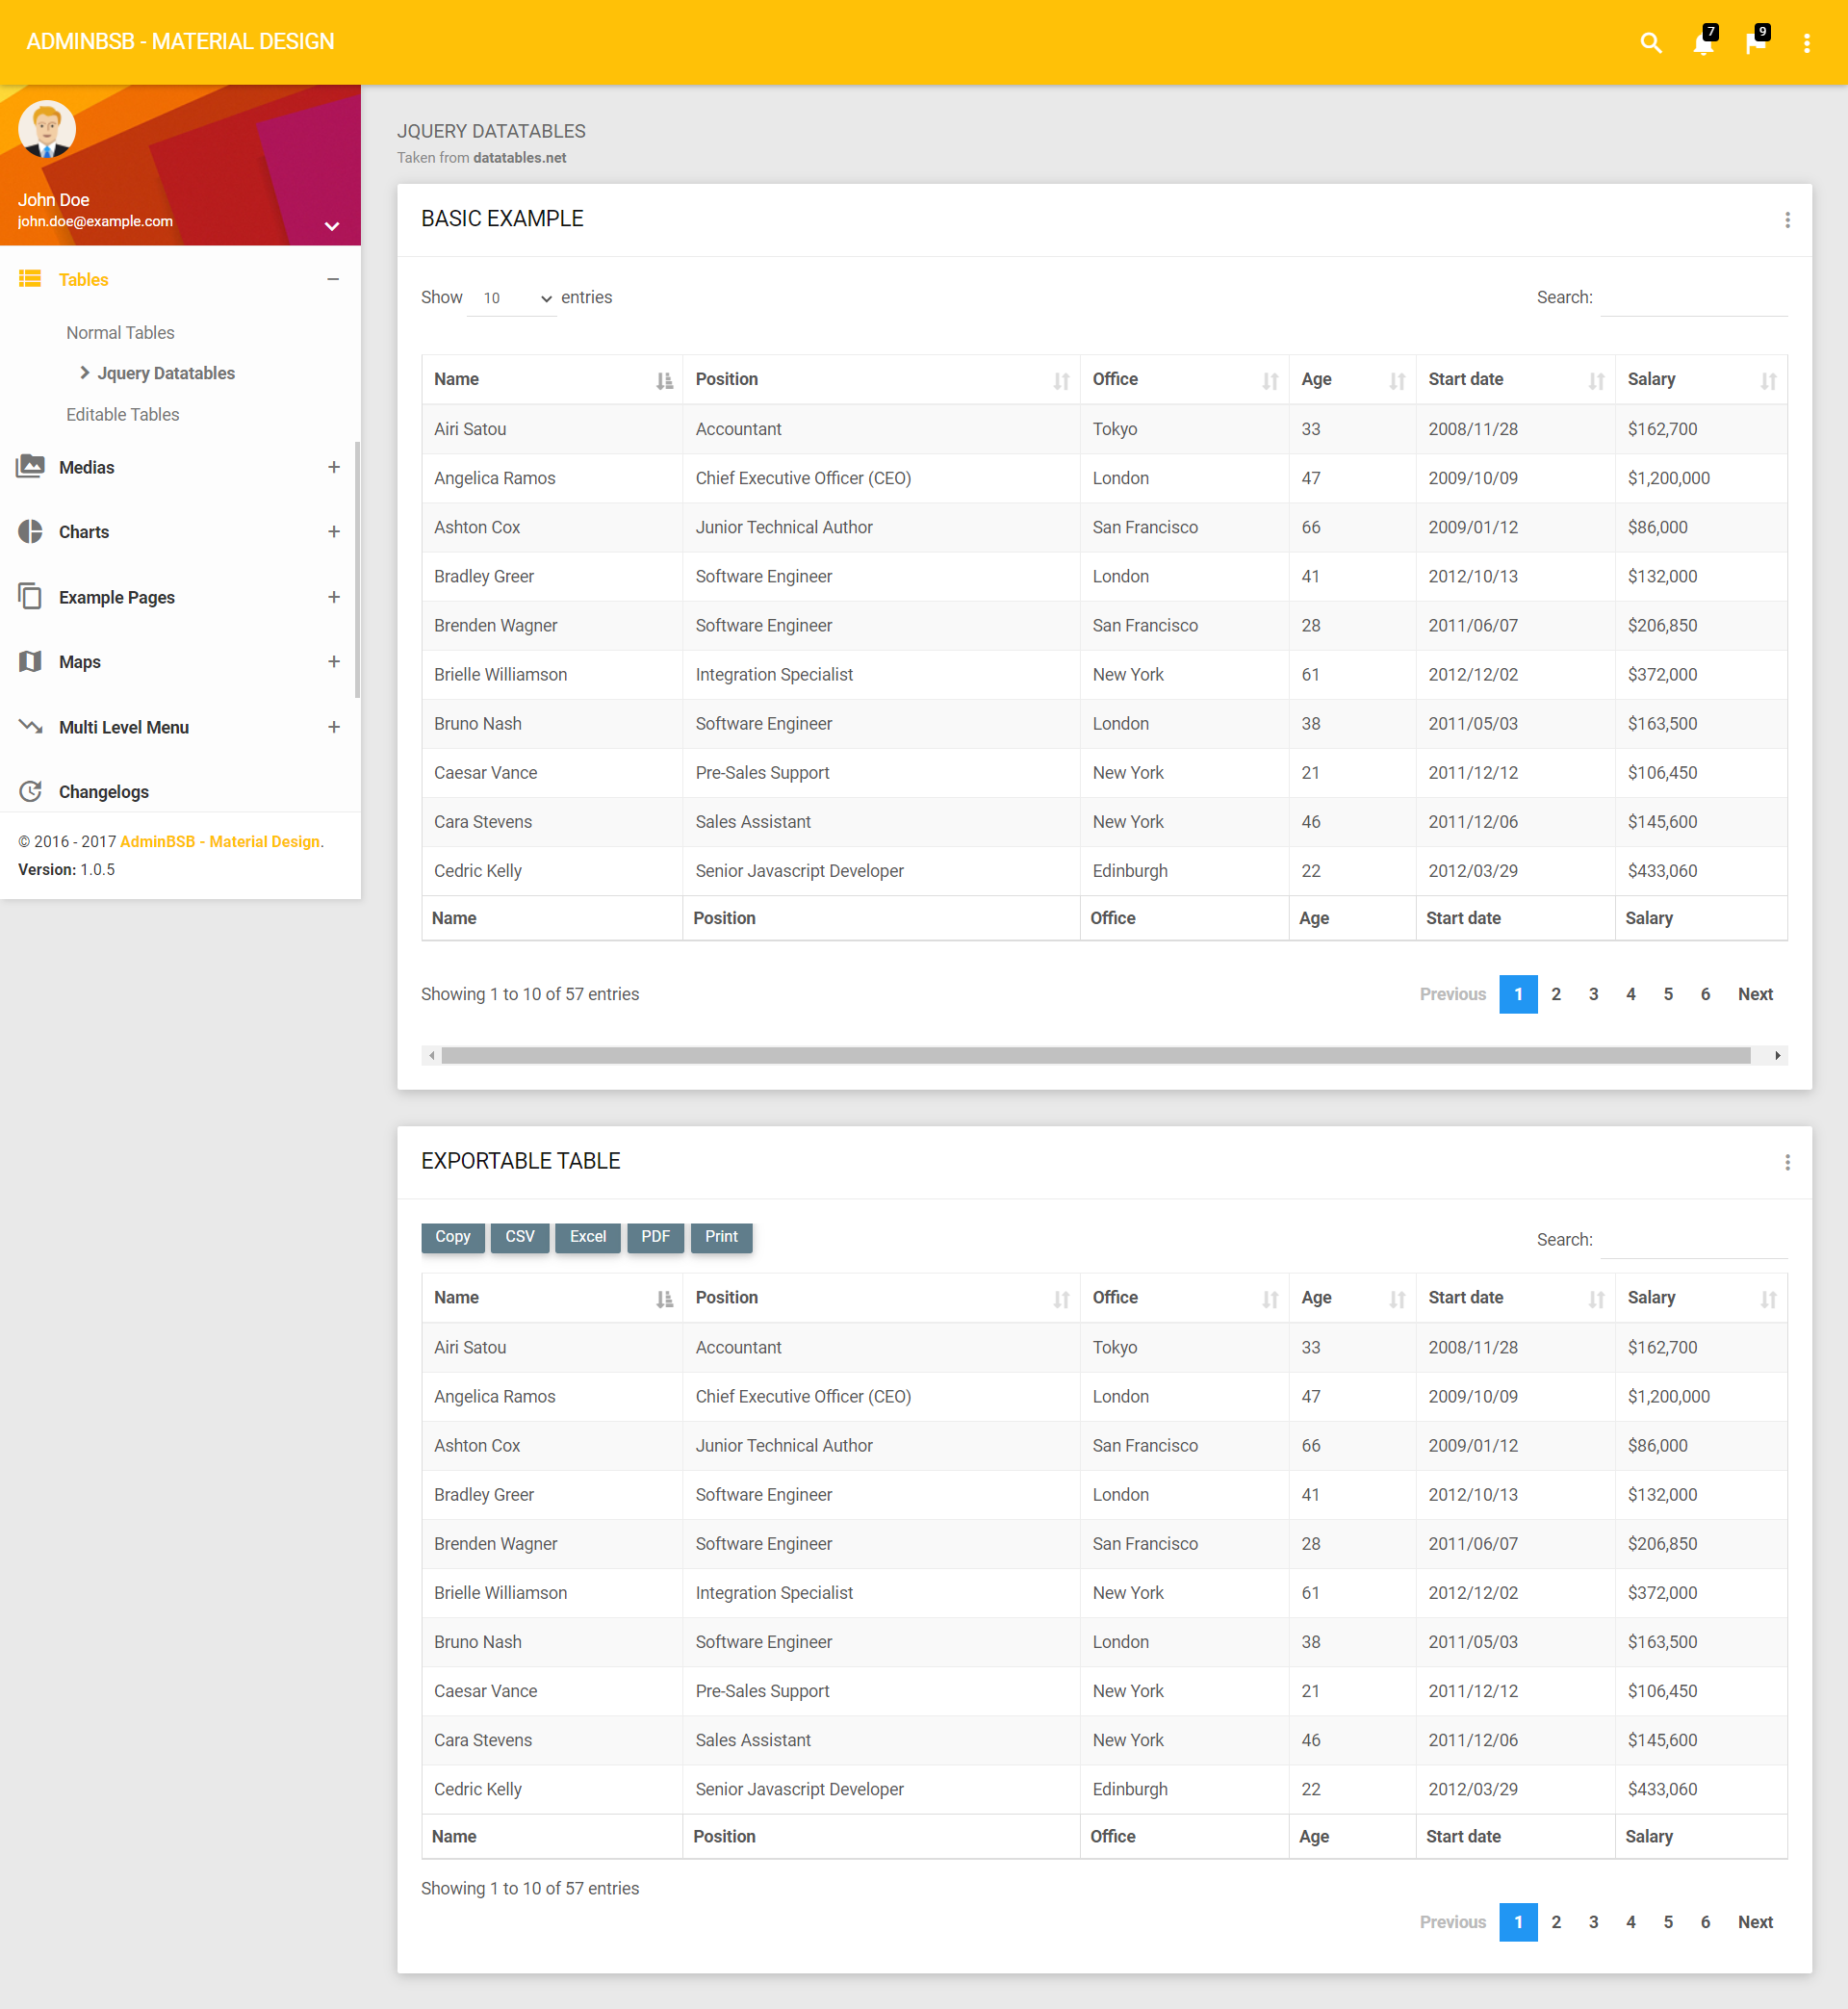 ADMINBSB - MATERIAL DESIGN
7
9
John Doe
john.doe@example.com
Tables
Normal Tables
Jquery Datatables
Editable Tables
Medias
Charts
Example Pages
Maps
Multi Level Menu
Changelogs
© 2016 - 2017 AdminBSB - Material Design.
Version: 1.0.5
JQUERY DATATABLES
Taken from datatables.net
BASIC EXAMPLE
Show 10 entries Search:
Name Position Office Age Start date Salary
Airi Satou Accountant Tokyo 33 2008/11/28 $162,700
Angelica Ramos Chief Executive Officer (CEO) London 47 2009/10/09 $1,200,000
Ashton Cox Junior Technical Author San Francisco 66 2009/01/12 $86,000
Bradley Greer Software Engineer London 41 2012/10/13 $132,000
Brenden Wagner Software Engineer San Francisco 28 2011/06/07 $206,850
Brielle Williamson Integration Specialist New York 61 2012/12/02 $372,000
Bruno Nash Software Engineer London 38 2011/05/03 $163,500
Caesar Vance Pre-Sales Support New York 21 2011/12/12 $106,450
Cara Stevens Sales Assistant New York 46 2011/12/06 $145,600
Cedric Kelly Senior Javascript Developer Edinburgh 22 2012/03/29 $433,060
Name Position Office Age Start date Salary
Showing 1 to 10 of 57 entries Previous 1 2 3 4 5 6 Next
EXPORTABLE TABLE
Copy CSV Excel PDF Print Search:
Name Position Office Age Start date Salary
Airi Satou Accountant Tokyo 33 2008/11/28 $162,700
Angelica Ramos Chief Executive Officer (CEO) London 47 2009/10/09 $1,200,000
Ashton Cox Junior Technical Author San Francisco 66 2009/01/12 $86,000
Bradley Greer Software Engineer London 41 2012/10/13 $132,000
Brenden Wagner Software Engineer San Francisco 28 2011/06/07 $206,850
Brielle Williamson Integration Specialist New York 61 2012/12/02 $372,000
Bruno Nash Software Engineer London 38 2011/05/03 $163,500
Caesar Vance Pre-Sales Support New York 21 2011/12/12 $106,450
Cara Stevens Sales Assistant New York 46 2011/12/06 $145,600
Cedric Kelly Senior Javascript Developer Edinburgh 22 2012/03/29 $433,060
Name Position Office Age Start date Salary
Showing 1 to 10 of 57 entries
Previous 1 2 3 4 5 6 Next